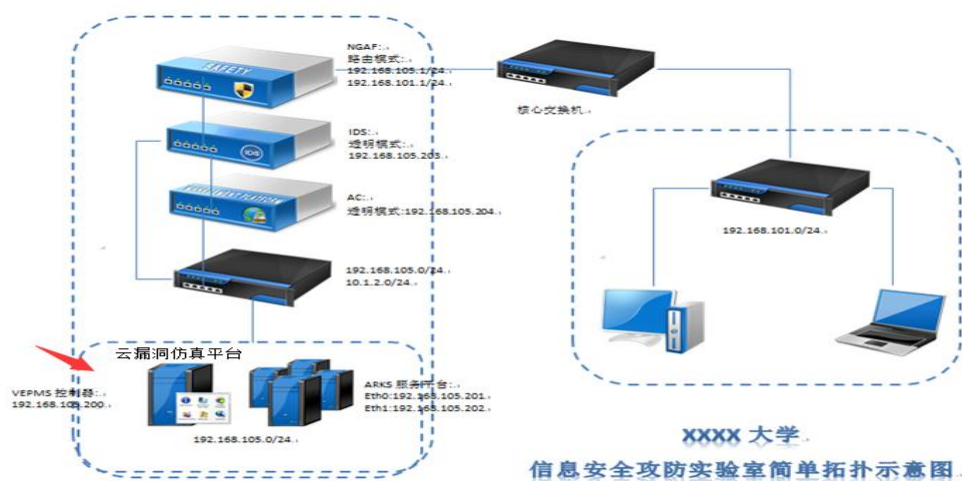 NGAF:
路由模式:
192.168.105.1/24.
192.168.101.1/24.
SAFETY
核心交换机
IDS:
透明模式:
192.168.105.203.
IDS
AC:
透明模式:192.168.105.204.
192.168.101.0/24.
192.168.105.0/24.
10.1.2.0/24.
云漏洞仿真平台
VEPMS 控制器:
192.168.105.200
ARKS 服务平台:
Eth0:192.168.105.201
Eth1:192.168.105.202
192.168.105.0/24.
XXXX 大学
信息安全攻防实验室简单拓扑示意图